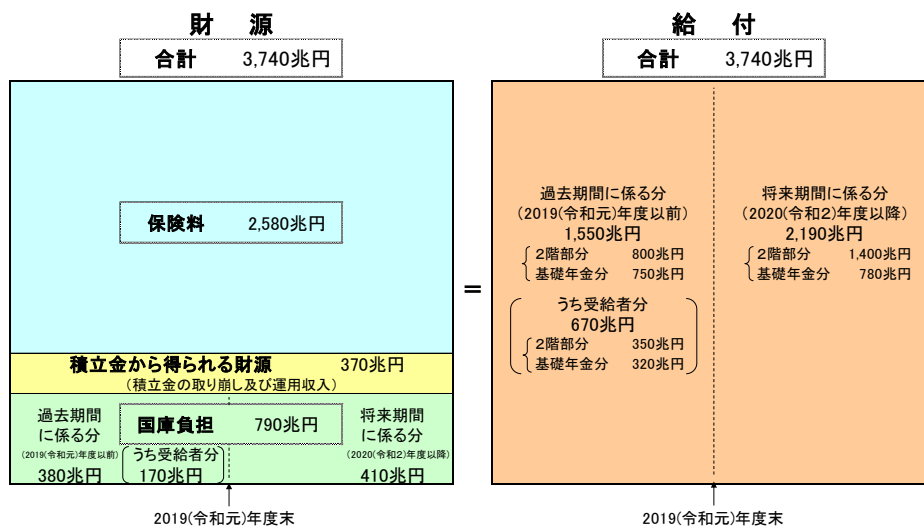 財　源
合計　3,740兆円
保険料　2,580兆円
積立金から得られる財源　370兆円
(積立金の取り崩し及び運用収入)
過去期間
に係る分
(2019(令和元)年度以前)
380兆円
国庫負担　790兆円
うち受給者分
170兆円
将来期間
に係る分
(2020(令和2)年度以降)
410兆円
2019(令和元)年度末
＝
給　付
合計　3,740兆円
過去期間に係る分
(2019(令和元)年度以前)
1,550兆円
2階部分　800兆円
基礎年金分　750兆円
うち受給者分
670兆円
2階部分　350兆円
基礎年金分　320兆円
将来期間に係る分
(2020(令和2)年度以降)
2,190兆円
2階部分　1,400兆円
基礎年金分　780兆円
2019(令和元)年度末